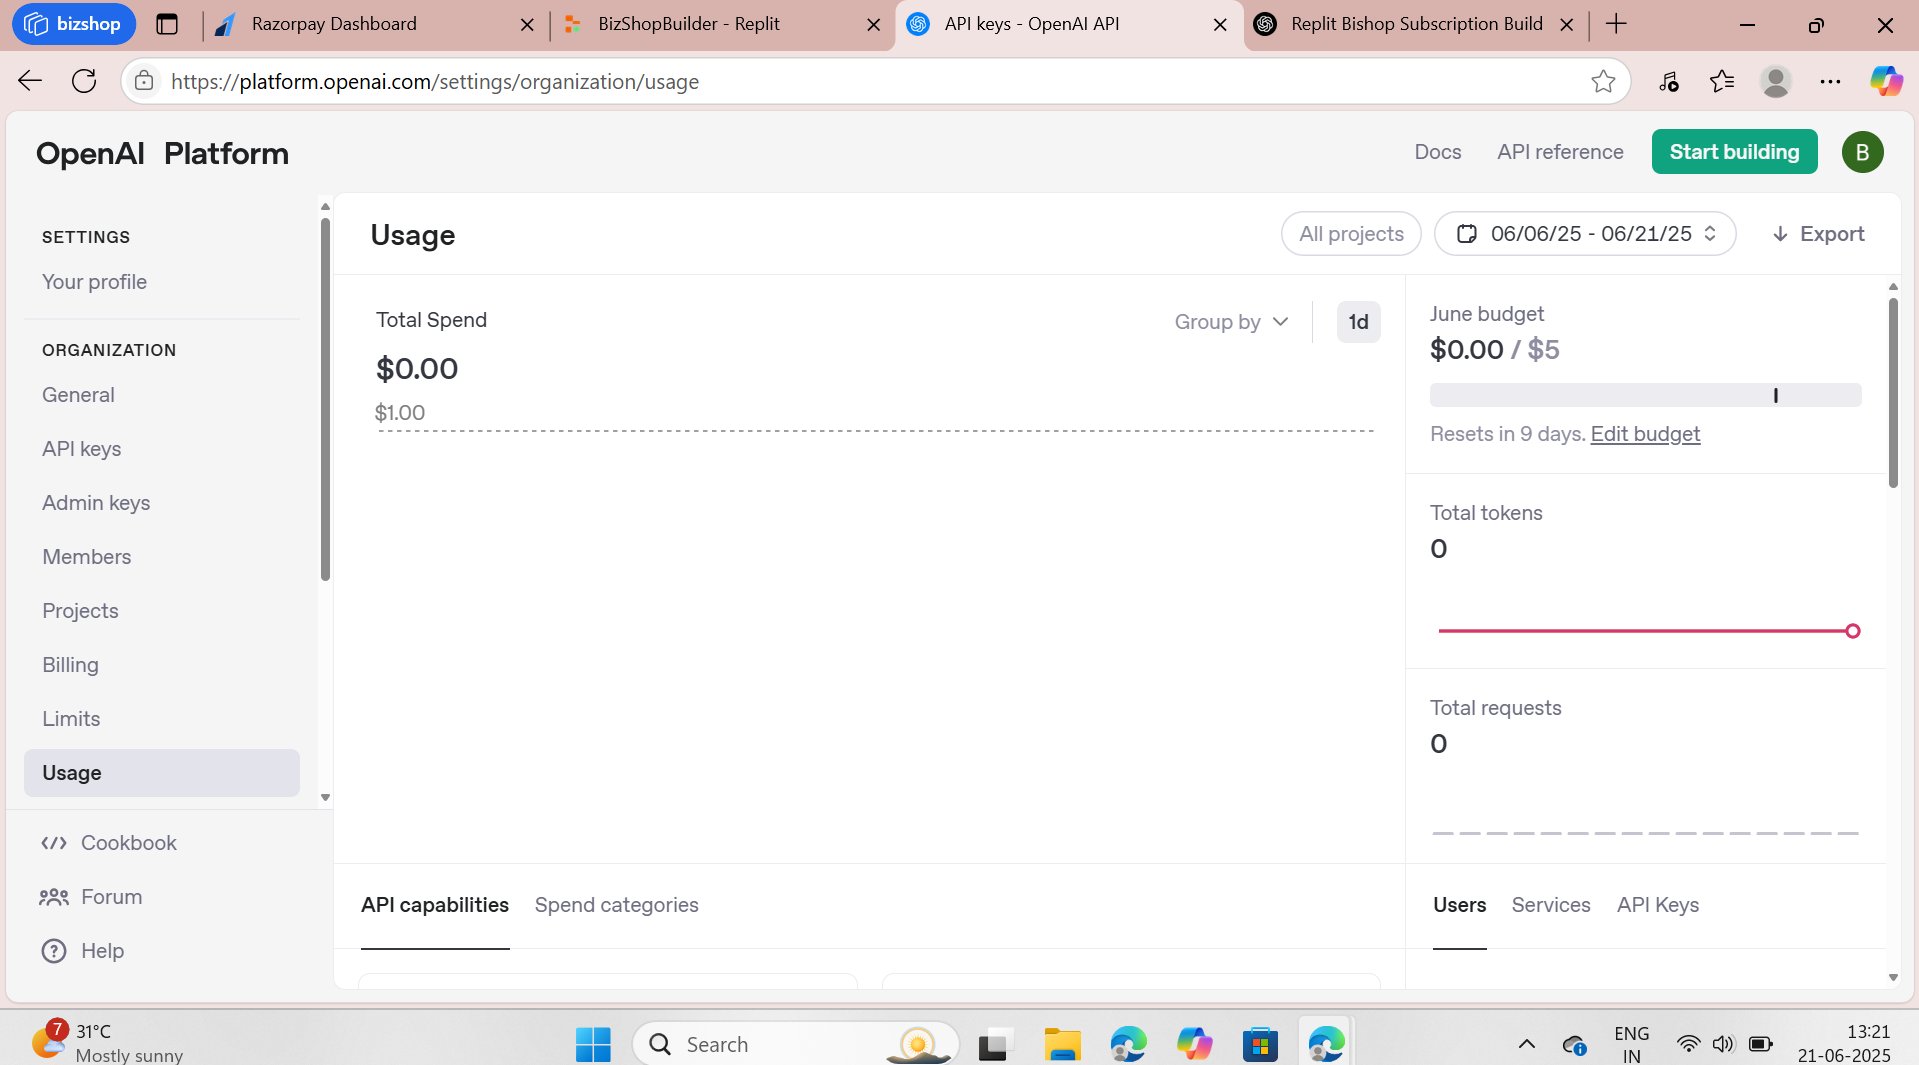 bizshop
Razorpay Dashboard
BizShopBuilder - Replit
API keys - OpenAI API
Replit Bishop Subscription Build
https://platform.openai.com/settings/organization/usage
OpenAI Platform
Docs
API reference
Start building
B
SETTINGS
Your profile
ORGANIZATION
General
API keys
Admin keys
Members
Projects
Billing
Limits
Usage
Cookbook
Forum
Help
Usage
All projects
06/06/25 - 06/21/25
Export
Total Spend
$0.00
$1.00
Group by
1d
June budget
$0.00 / $5
Resets in 9 days. Edit budget
Total tokens
0
Total requests
0
API capabilities
Spend categories
Users
Services
API Keys
7
31°C
Mostly sunny
Search
ENG
IN
13:21
21-06-2025